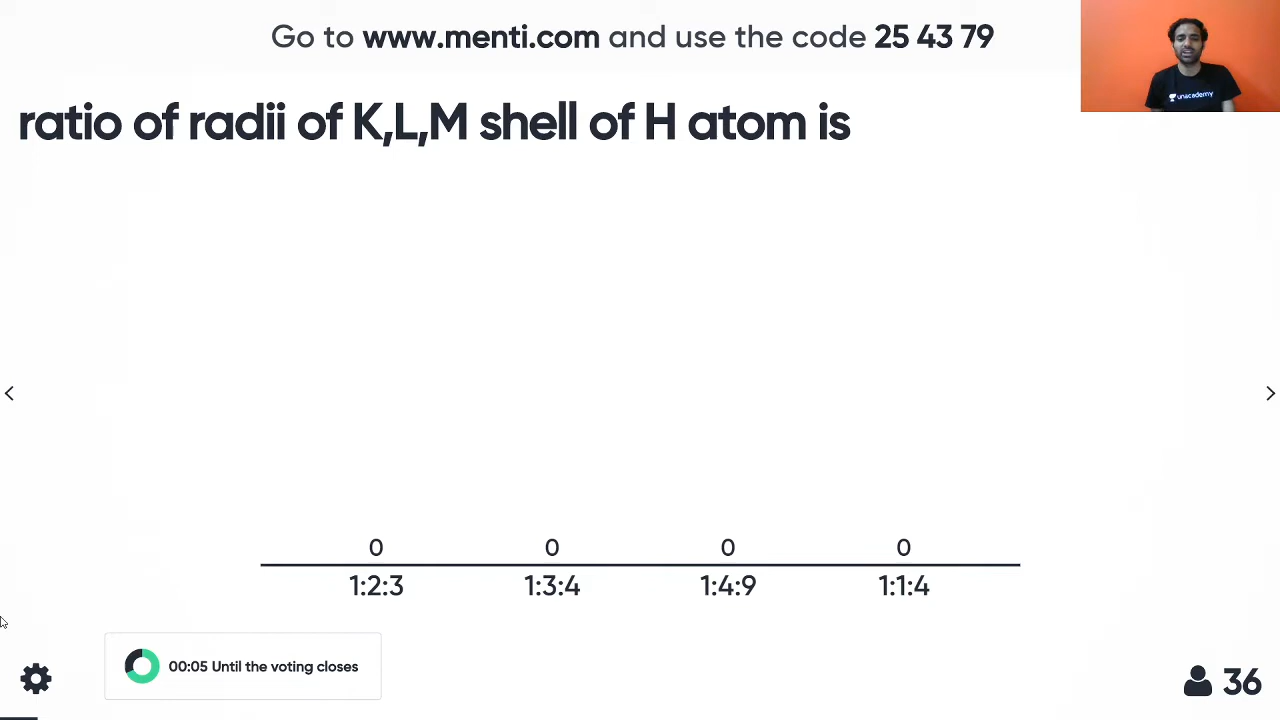 Go to www.menti.com and use the code 25 43 79
unacademy
ratio of radii of K,L,M shell of H atom is
0 0 0 0
1:2:3 1:3:4 1:4:9 1:1:4
00:05 Until the voting closes
36